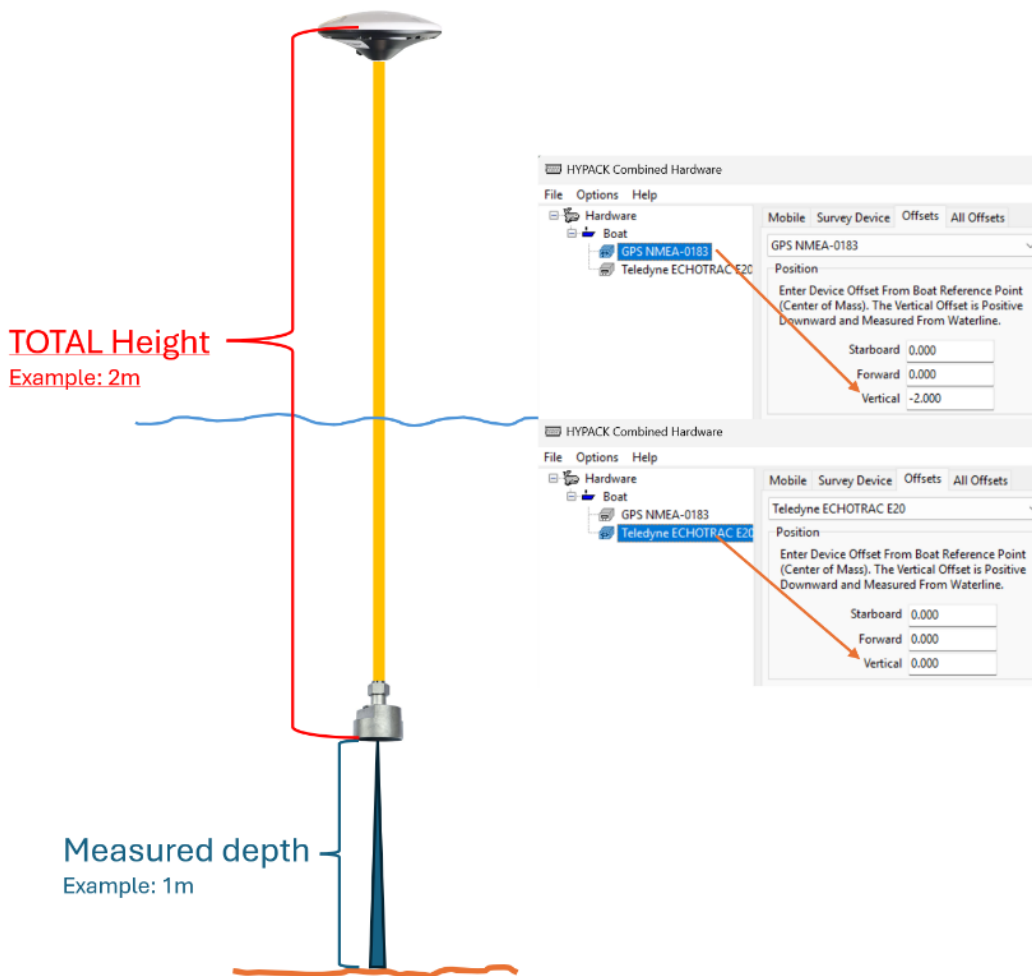 TOTAL Height
Example: 2m
Measured depth
Example: 1m
HYPACK Combined Hardware
File Options Help
Hardware
Boat
GPS NMEA-0183
Teledyne ECHOTRAC E20
Mobile Survey Device Offsets All Offsets
GPS NMEA-0183
Position
Enter Device Offset From Boat Reference Point
(Center of Mass). The Vertical Offset is Positive
Downward and Measured From Waterline.
Starboard 0.000
Forward 0.000
Vertical -2.000
HYPACK Combined Hardware
File Options Help
Hardware
Boat
GPS NMEA-0183
Teledyne ECHOTRAC E20
Mobile Survey Device Offsets All Offsets
Teledyne ECHOTRAC E20
Position
Enter Device Offset From Boat Reference Point
(Center of Mass). The Vertical Offset is Positive
Downward and Measured From Waterline.
Starboard 0.000
Forward 0.000
Vertical 0.000